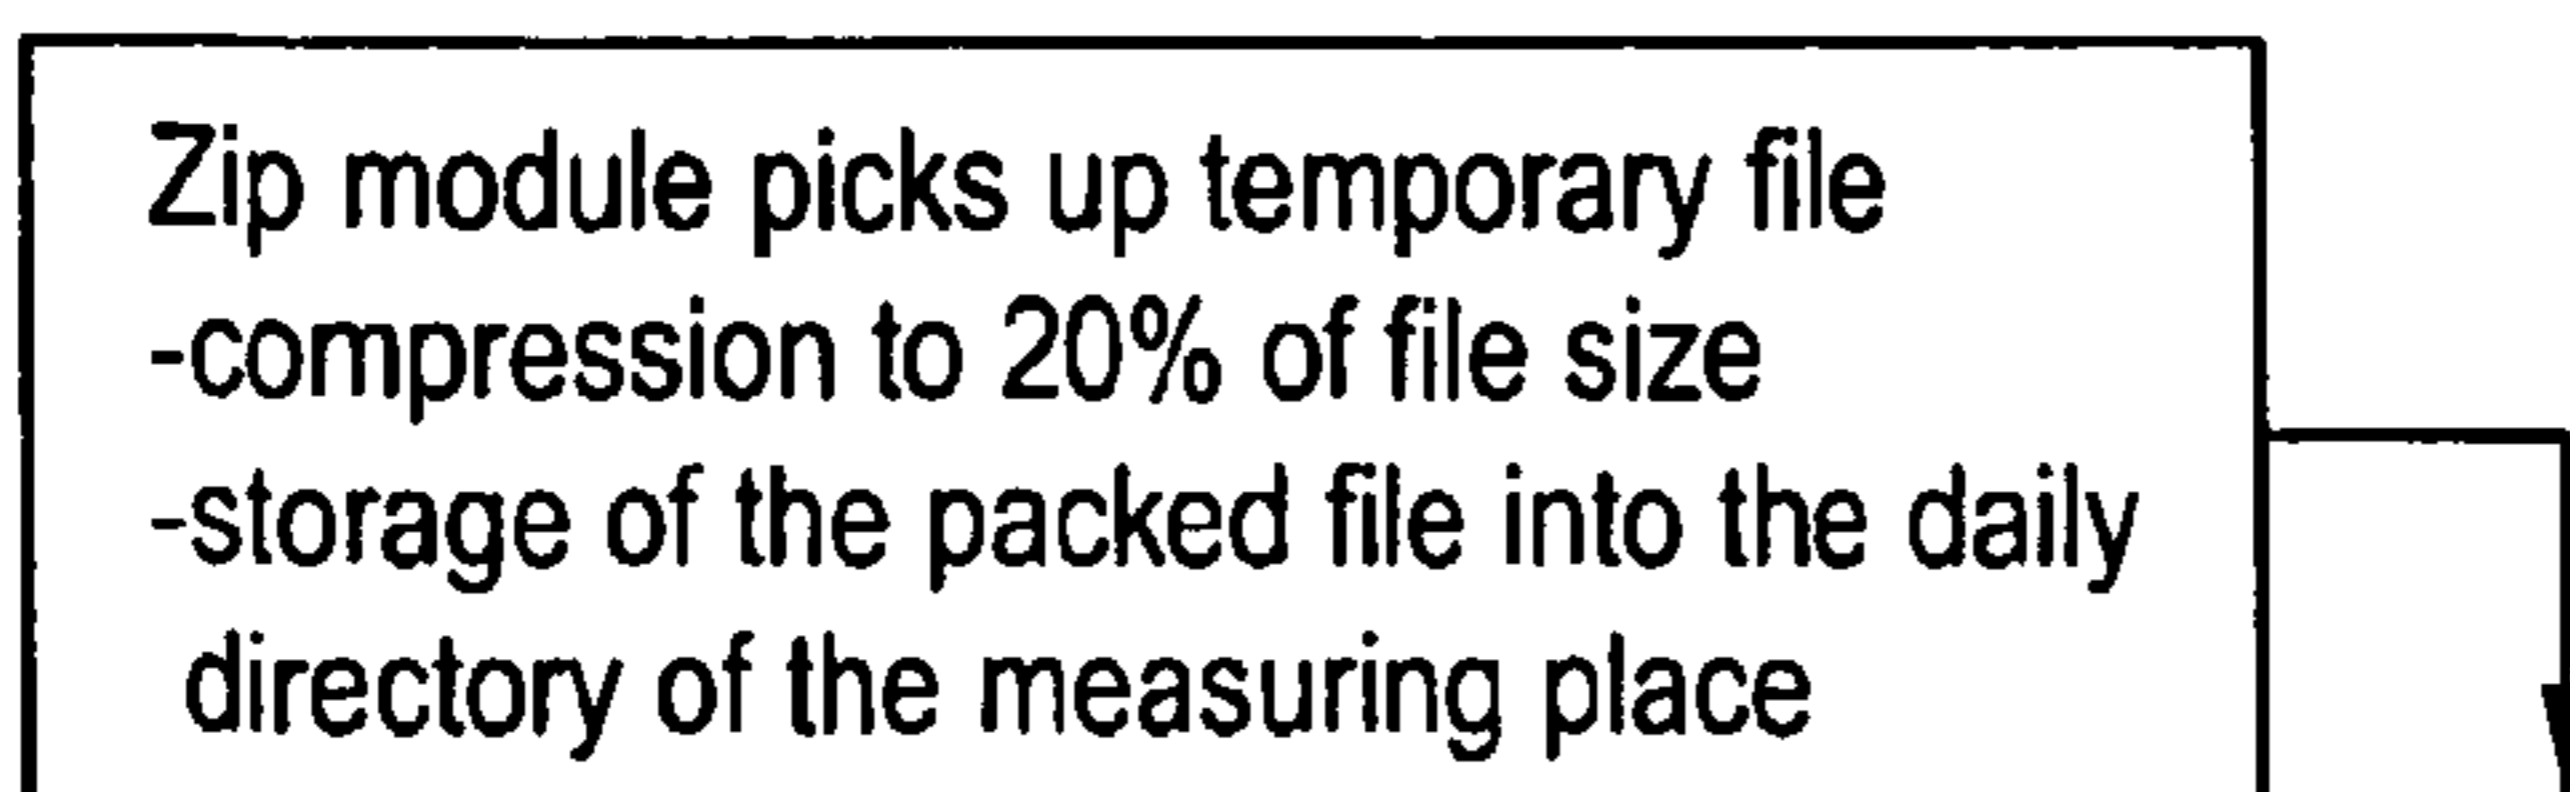 Zip module picks up temporary file
-compression to 20% of file size
-storage of the packed file into the daily
directory of the measuring place